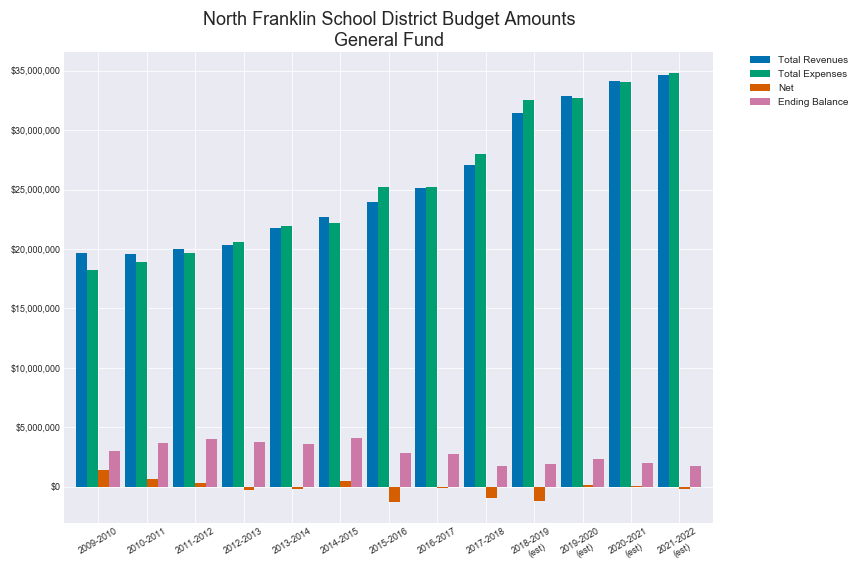 North Franklin School District Budget Amounts
General Fund
Total Revenues
Total Expenses
Net
Ending Balance
$35,000,000
$30,000,000
$25,000,000
$20,000,000
$15,000,000
$10,000,000
$5,000,000
$0
2009-2010
2010-2011
2011-2012
2012-2013
2013-2014
2014-2015
2015-2016
2016-2017
2017-2018
2018-2019
(est)
2019-2020
(est)
2020-2021
(est)
2021-2022
(est)